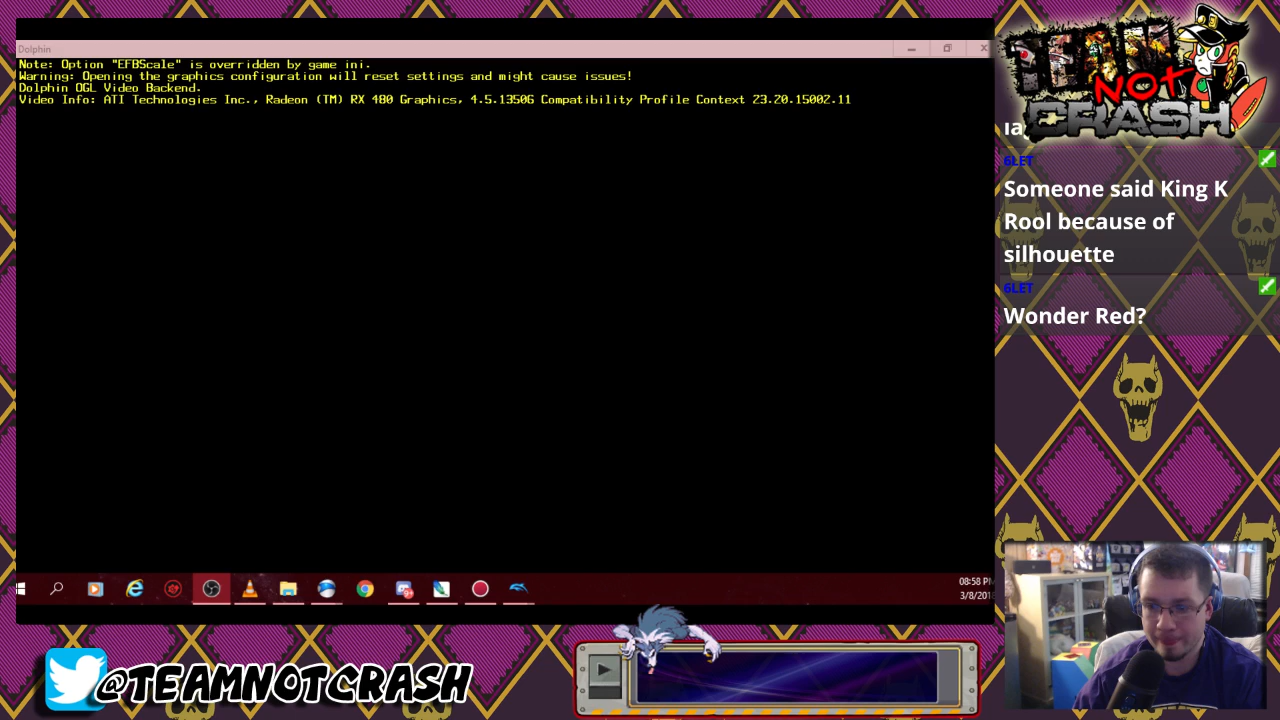 Dolphin
Note: Option "EFBScale" is overridden by game ini.
Warning: Opening the graphics configuration will reset settings and might cause issues!
Dolphin OGL Video Backend.
Video Info: ATI Technologies Inc., Radeon (TM) RX 480 Graphics, 4.5.13506 Compatibility Profile Context 23.20.15002.11
TEAM
NOT
CRASH
6LET
Someone said King K
Rool because of
silhouette
6LET
Wonder Red?
08:58 PM
3/8/201
@TEAMNOTCRASH